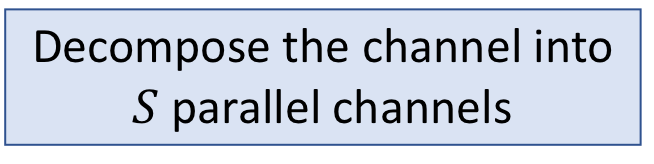 Decompose the channel into
S parallel channels